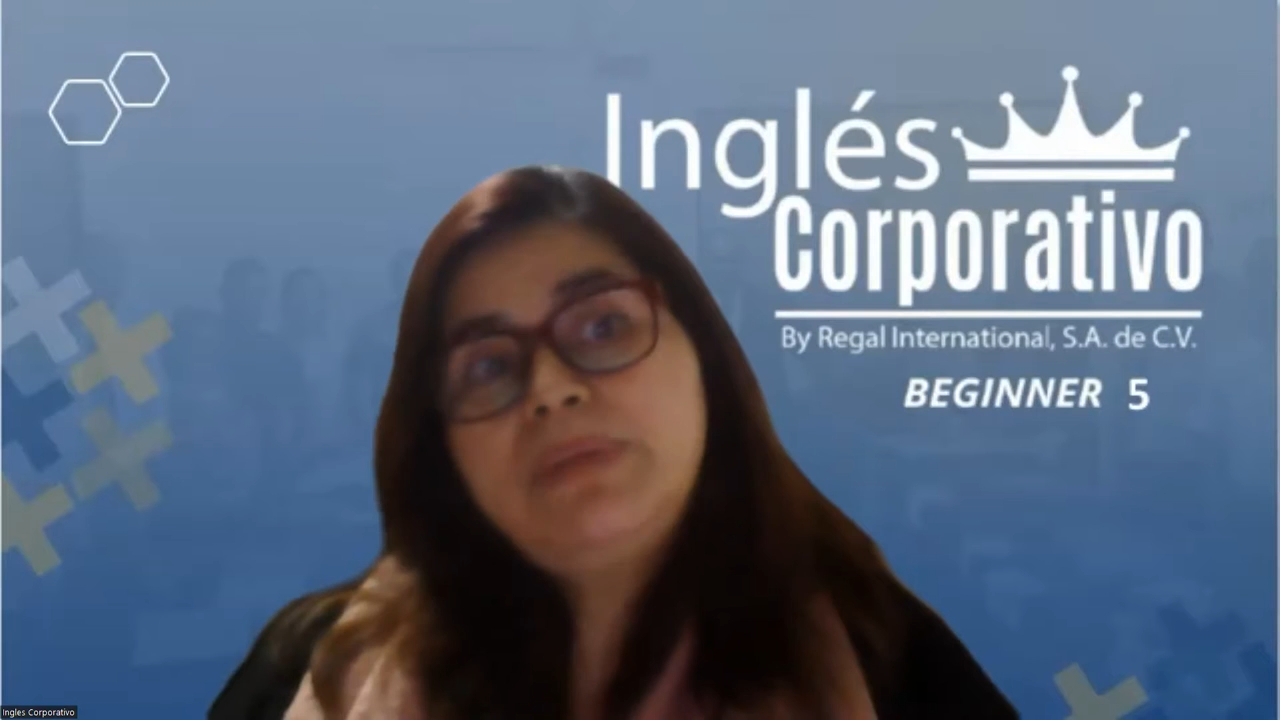 Inglés
Corporativo
By Regal International, S.A. de C.V.
BEGINNER 5
Ingles Corporativo